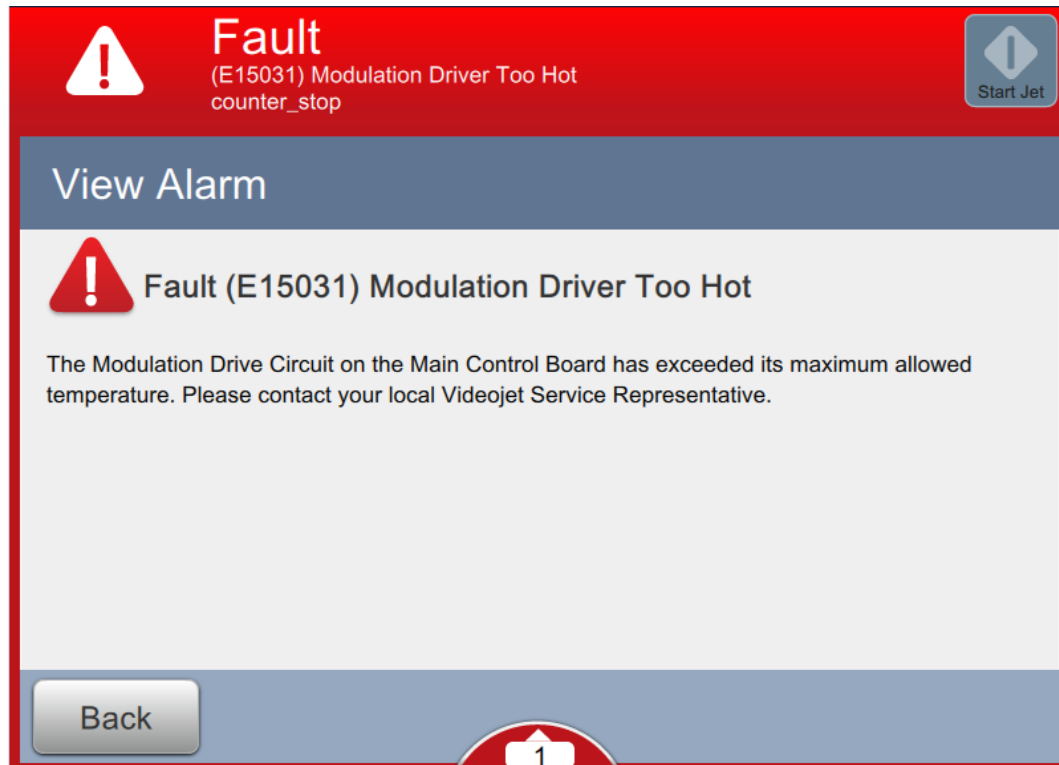 Fault
(E15031) Modulation Driver Too Hot
counter_stop
Start Jet
View Alarm
Fault (E15031) Modulation Driver Too Hot
The Modulation Drive Circuit on the Main Control Board has exceeded its maximum allowed
temperature. Please contact your local Videojet Service Representative.
Back
1